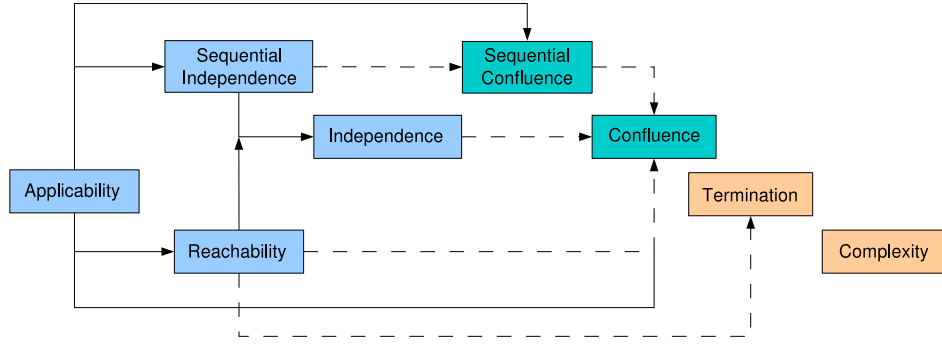 Sequential
Independence
Sequential
Confluence
Independence
Confluence
Applicability
Termination
Reachability
Complexity